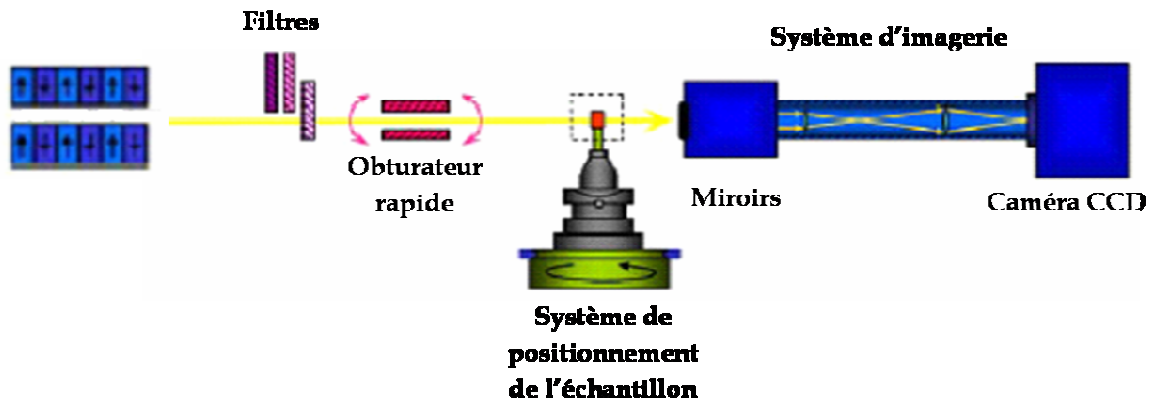 Filtres
Système d'imagerie
Obturateur
rapide
Miroirs
Caméra CCD
Système de
positionnement
de l'échantillon